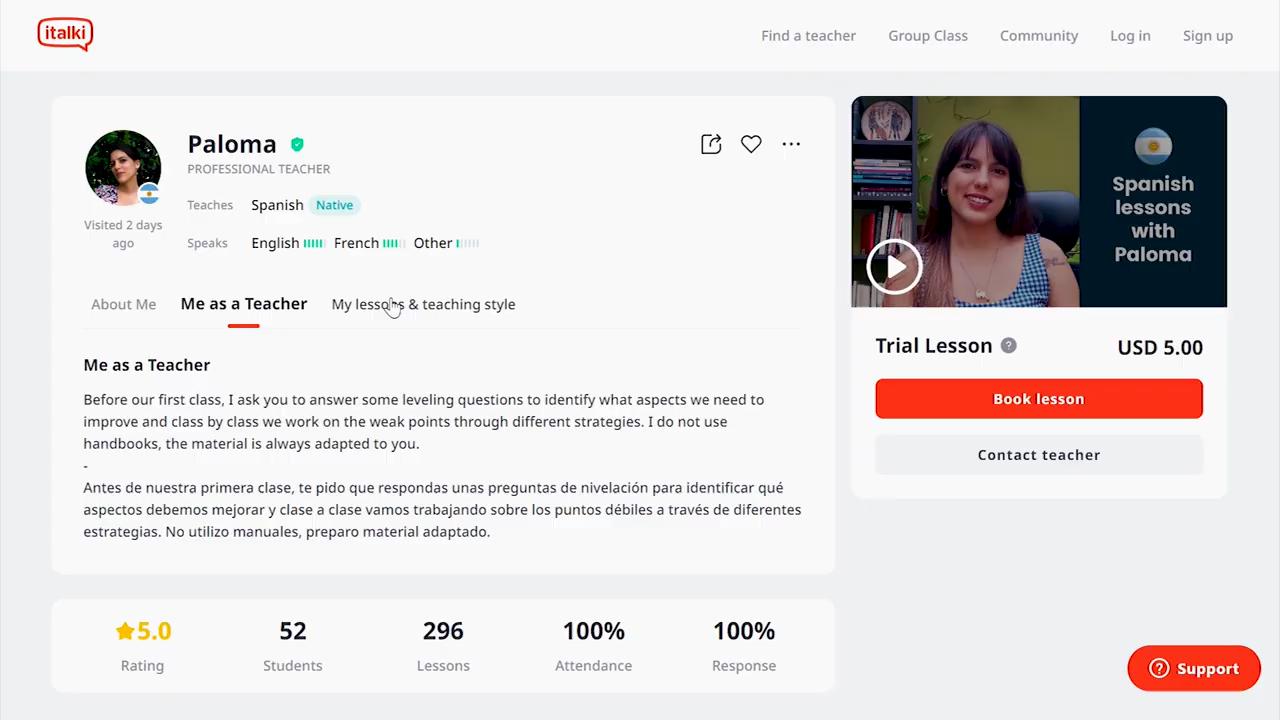 italki
Find a teacher
Group Class
Community
Log in
Sign up
Paloma
PROFESSIONAL TEACHER
Teaches Spanish Native
Visited 2 days
ago
Speaks English French Other
About Me
Me as a Teacher
My lessons & teaching style
Me as a Teacher
Before our first class, I ask you to answer some leveling questions to identify what aspects we need to
improve and class by class we work on the weak points through different strategies. I do not use
handbooks, the material is always adapted to you.
-
Antes de nuestra primera clase, te pido que respondas unas preguntas de nivelación para identificar qué
aspectos debemos mejorar y clase a clase vamos trabajando sobre los puntos débiles a través de diferentes
estrategias. No utilizo manuales, preparo material adaptado.
5.0
Rating
52
Students
296
Lessons
100%
Attendance
100%
Response
Spanish
lessons
with
Paloma
Trial Lesson ?
USD 5.00
Book lesson
Contact teacher
? Support